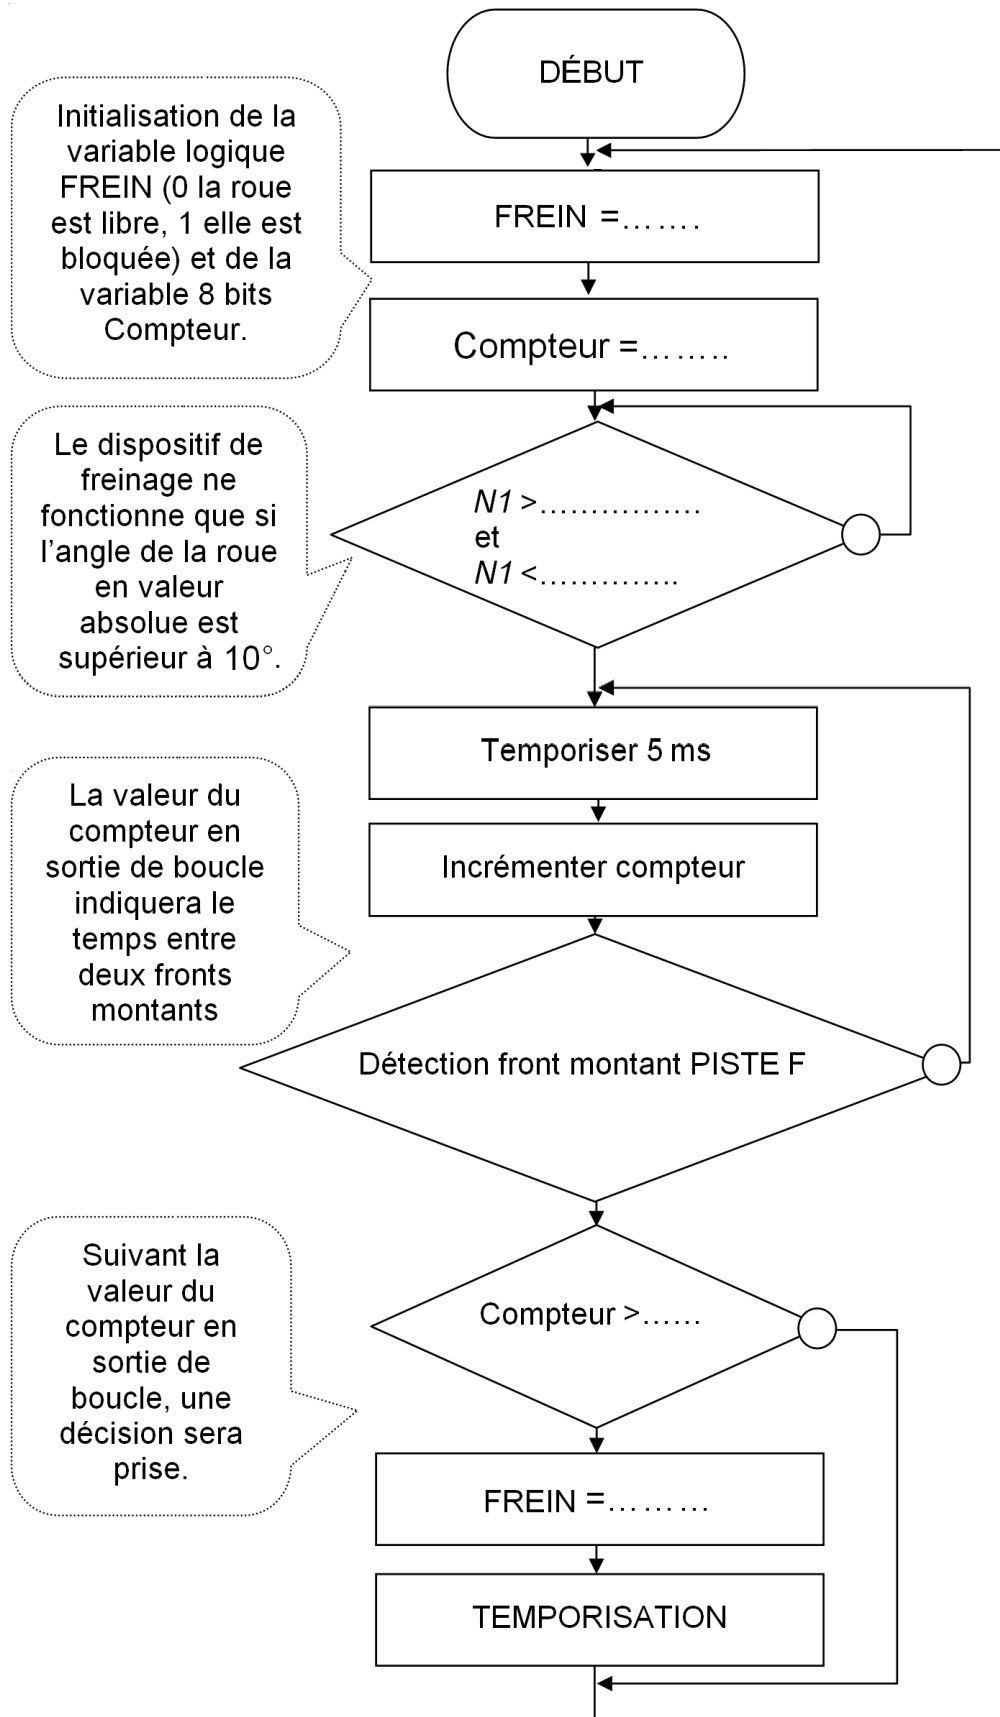 DÉBUT
Initialisation de la
variable logique
FREIN (0 la roue
est libre, 1 elle est
bloquée) et de la
variable 8 bits
Compteur.
FREIN =…….
Compteur =……..
Le dispositif de
freinage ne
fonctionne que si
l’angle de la roue
en valeur
absolue est
supérieur à 10°.
N1 >…………….
et
N1 <…………..
Temporiser 5 ms
La valeur du
compteur en
sortie de boucle
indiquera le
temps entre
deux fronts
montants
Incrémenter compteur
Détection front montant PISTE F
Suivant la
valeur du
compteur en
sortie de
boucle, une
décision sera
prise.
Compteur >……
FREIN =………
TEMPORISATION